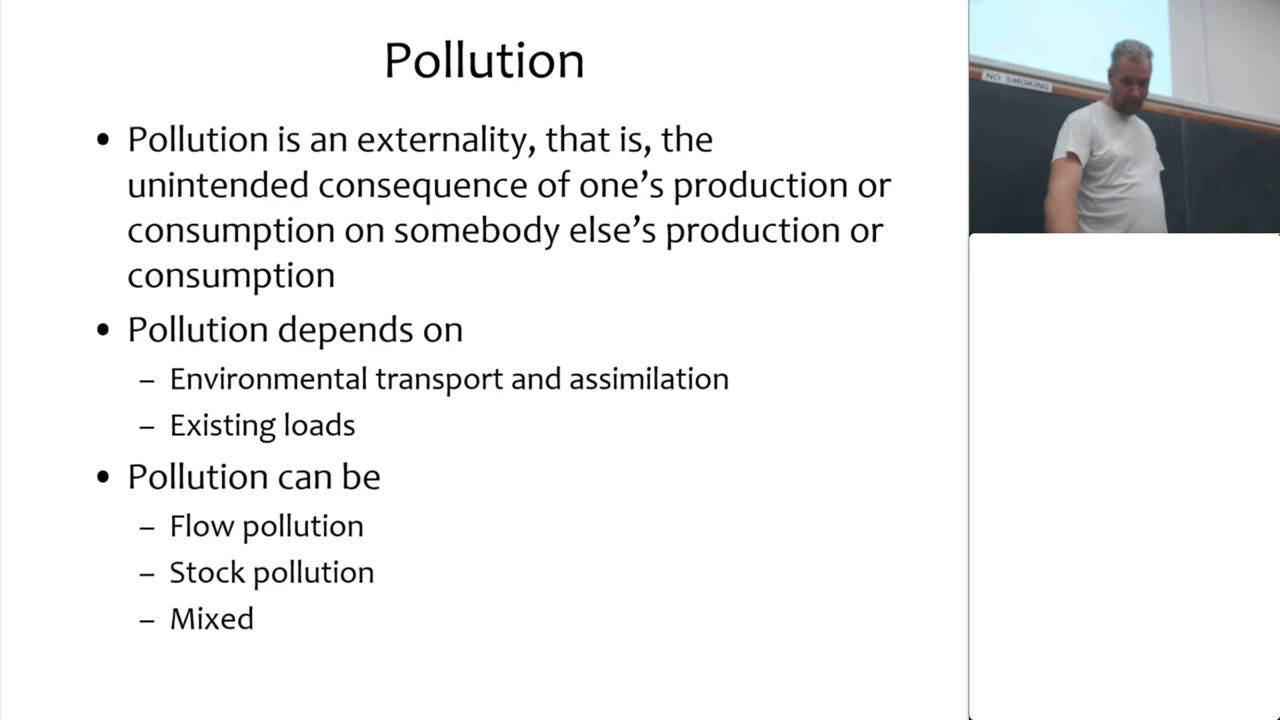 Pollution
• Pollution is an externality, that is, the
unintended consequence of one's production or
consumption on somebody else's production or
consumption
• Pollution depends on
– Environmental transport and assimilation
– Existing loads
• Pollution can be
– Flow pollution
– Stock pollution
– Mixed
NO SMOKING